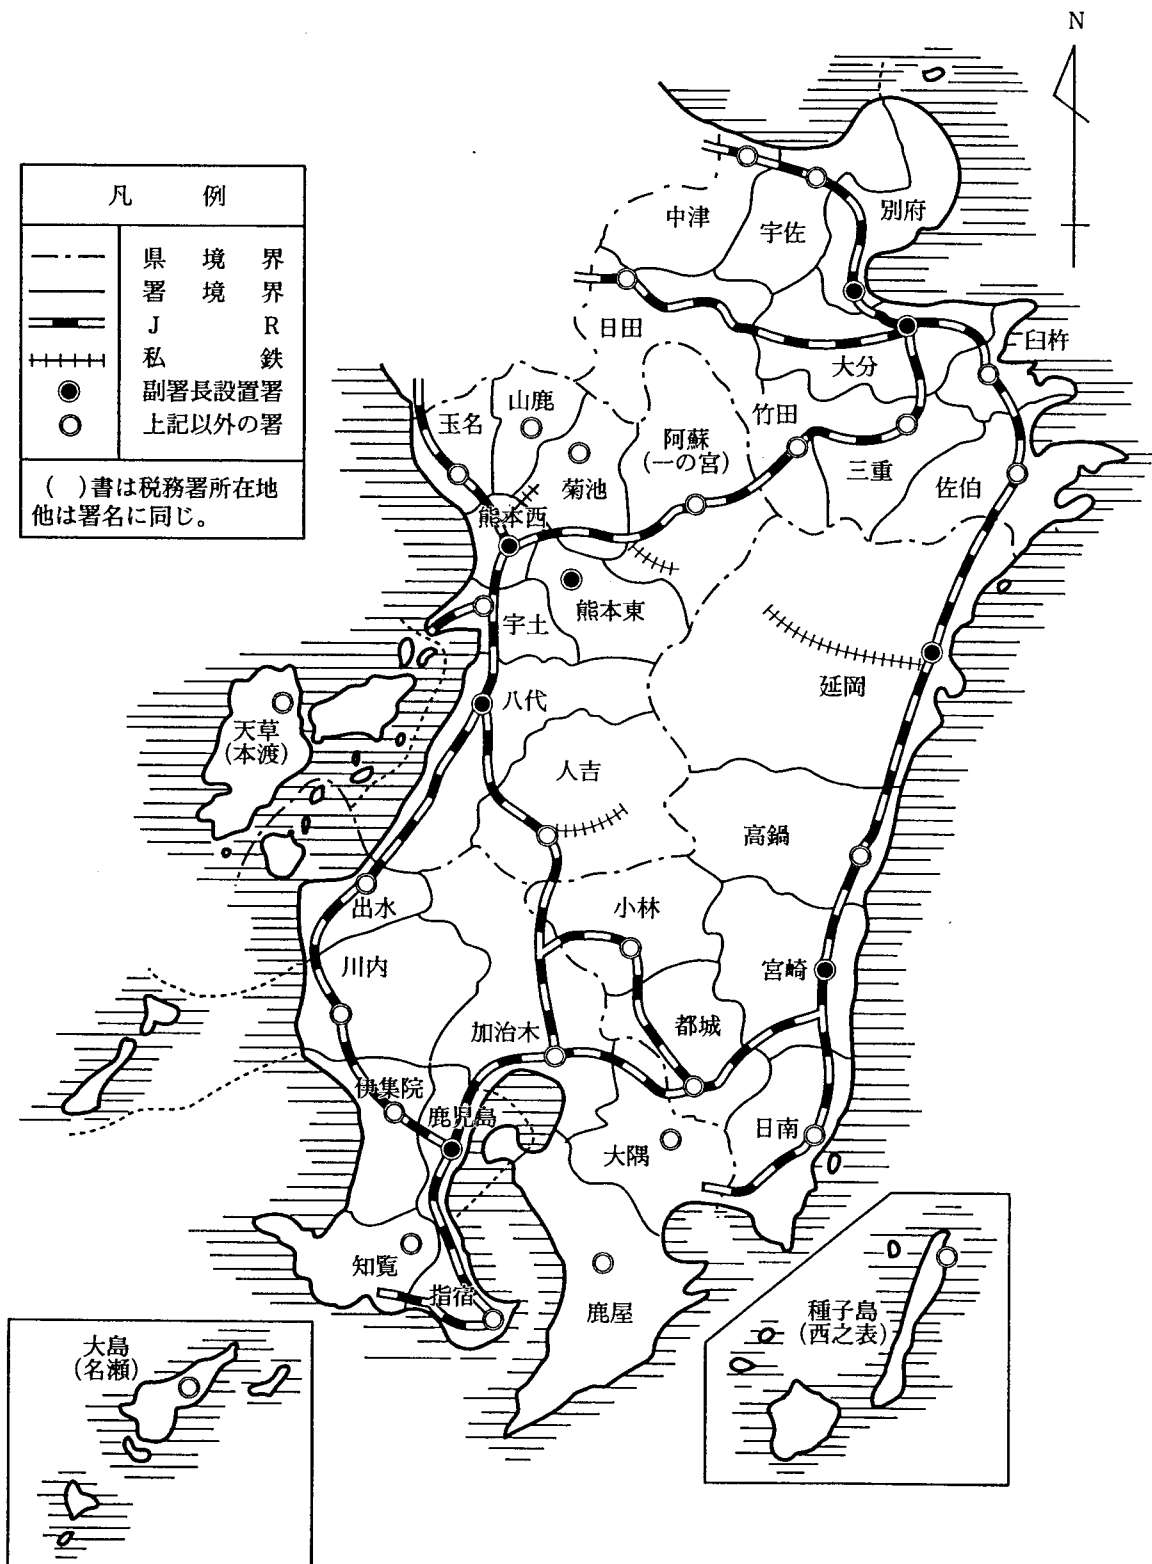 N
凡 例
県境界
署境界
JR
私鉄
副署長設置署
上記以外の署
( )書は税務署所在地
他は署名に同じ。
別府
中津
宇佐
日田
臼杵
大分
竹田
山鹿
玉名
阿蘇
(一の宮)
三重
佐伯
菊池
熊本西
熊本東
宇土
延岡
八代
天草
(本渡)
人吉
高鍋
小林
出水
川内
宮崎
加治木
都城
伊集院
鹿児島
日南
大隅
知覧
指宿
鹿屋
種子島
(西之表)
大島
(名瀬)